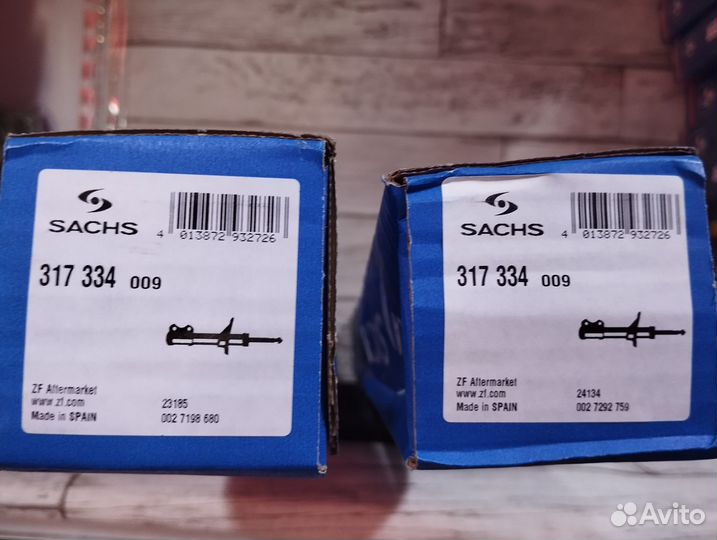 SACHS
4 013872 932726
317 334 009
ZF Aftermarket
www.zf.com
Made in SPAIN
23185
002 7198 680
SACHS
4 013872 932726
317 334 009
ZF Aftermarket
www.zf.com
Made in SPAIN
24134
002 7292 759
Avito